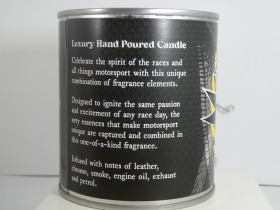 Luxury Hand Poured Candle
Celebrate the spirit of the races and
all things motorsport with this unique
combination of fragrance elements.
Designed to ignite the same passion
and excitement of any race day, the
very essences that make motorsport
unique are captured and combined in
this one-of-a-kind fragrance.
Infused with notes of leather,
chrome, smoke, engine oil, exhaust
and petrol.